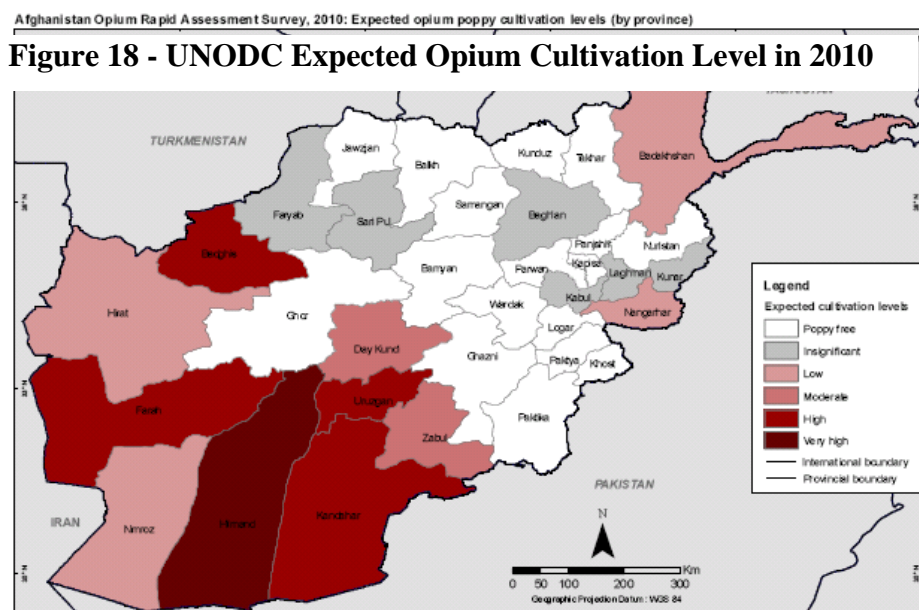 Afghanistan Opium Rapid Assessment Survey, 2010: Expected opium poppy cultivation levels (by province)
Figure 18 - UNODC Expected Opium Cultivation Level in 2010
TURKMENISTAN
Jawzjan
Balkh
Kunduz
Takhar
Badakhshan
Faryab
Sari Pul
Samangan
Baghlan
Badghis
Panjshir
Nuristan
Bamyan
Parwan
Kapisa
Laghman
Kunar
Kabul
Hirat
Ghor
Wardak
Nangarhar
Day Kund
Logar
Ghazni
Paktya
Khost
Farah
Uruzgan
Paktika
Zabul
Nimroz
Hilmand
Kandahar
IRAN
PAKISTAN
N
Legend
Expected cultivation levels
Poppy free
Insignificant
Low
Moderate
High
Very high
International boundary
Provincial boundary
Km
0 50 100 200 300
Geographic Projection Datum: WGS 84